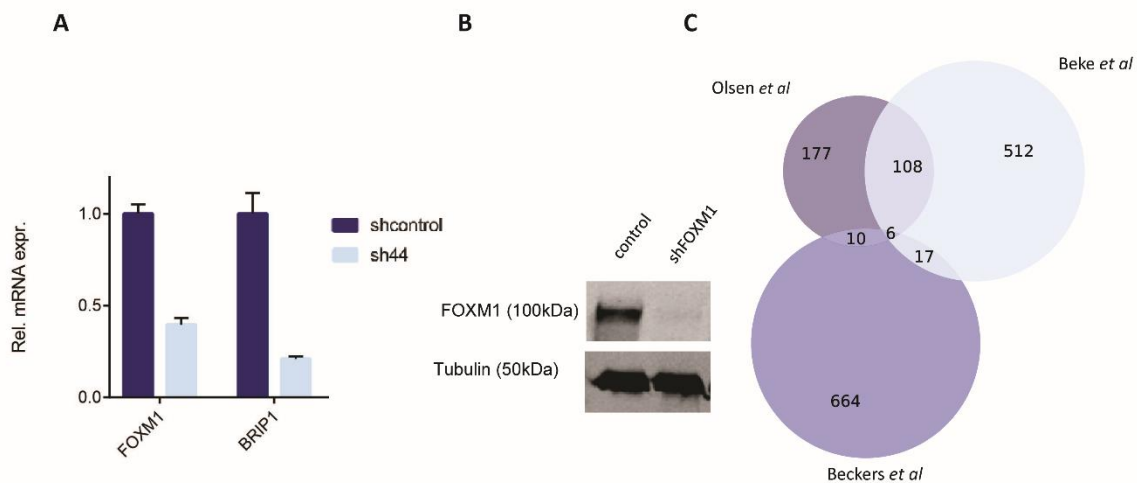 A
Rel. mRNA expr.
1.0
0.5
0.0
FOXM1
BRIP1
shcontrol
sh44
B
control
shFOXM1
FOXM1 (100kDa)
Tubulin (50kDa)
C
Olsen et al
Beke et al
177
108
512
10
6
17
664
Beckers et al